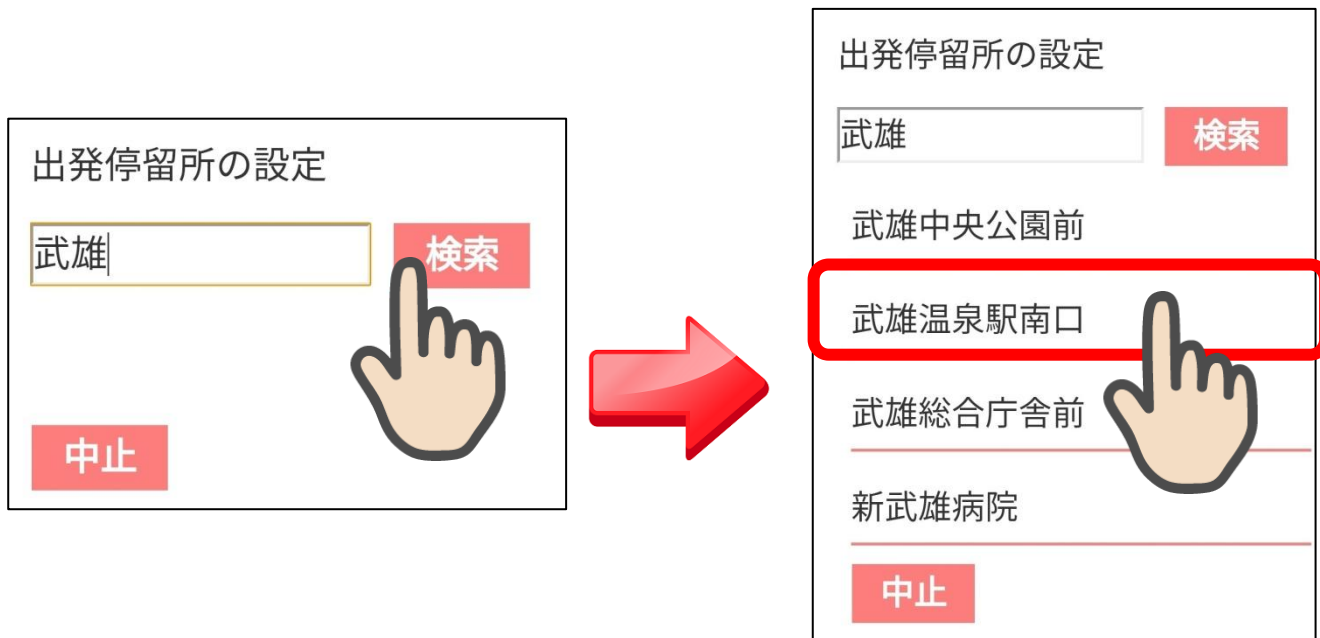 出発停留所の設定
武雄
検索
中止
出発停留所の設定
武雄
検索
武雄中央公園前
武雄温泉駅南口
武雄総合庁舎前
新武雄病院
中止